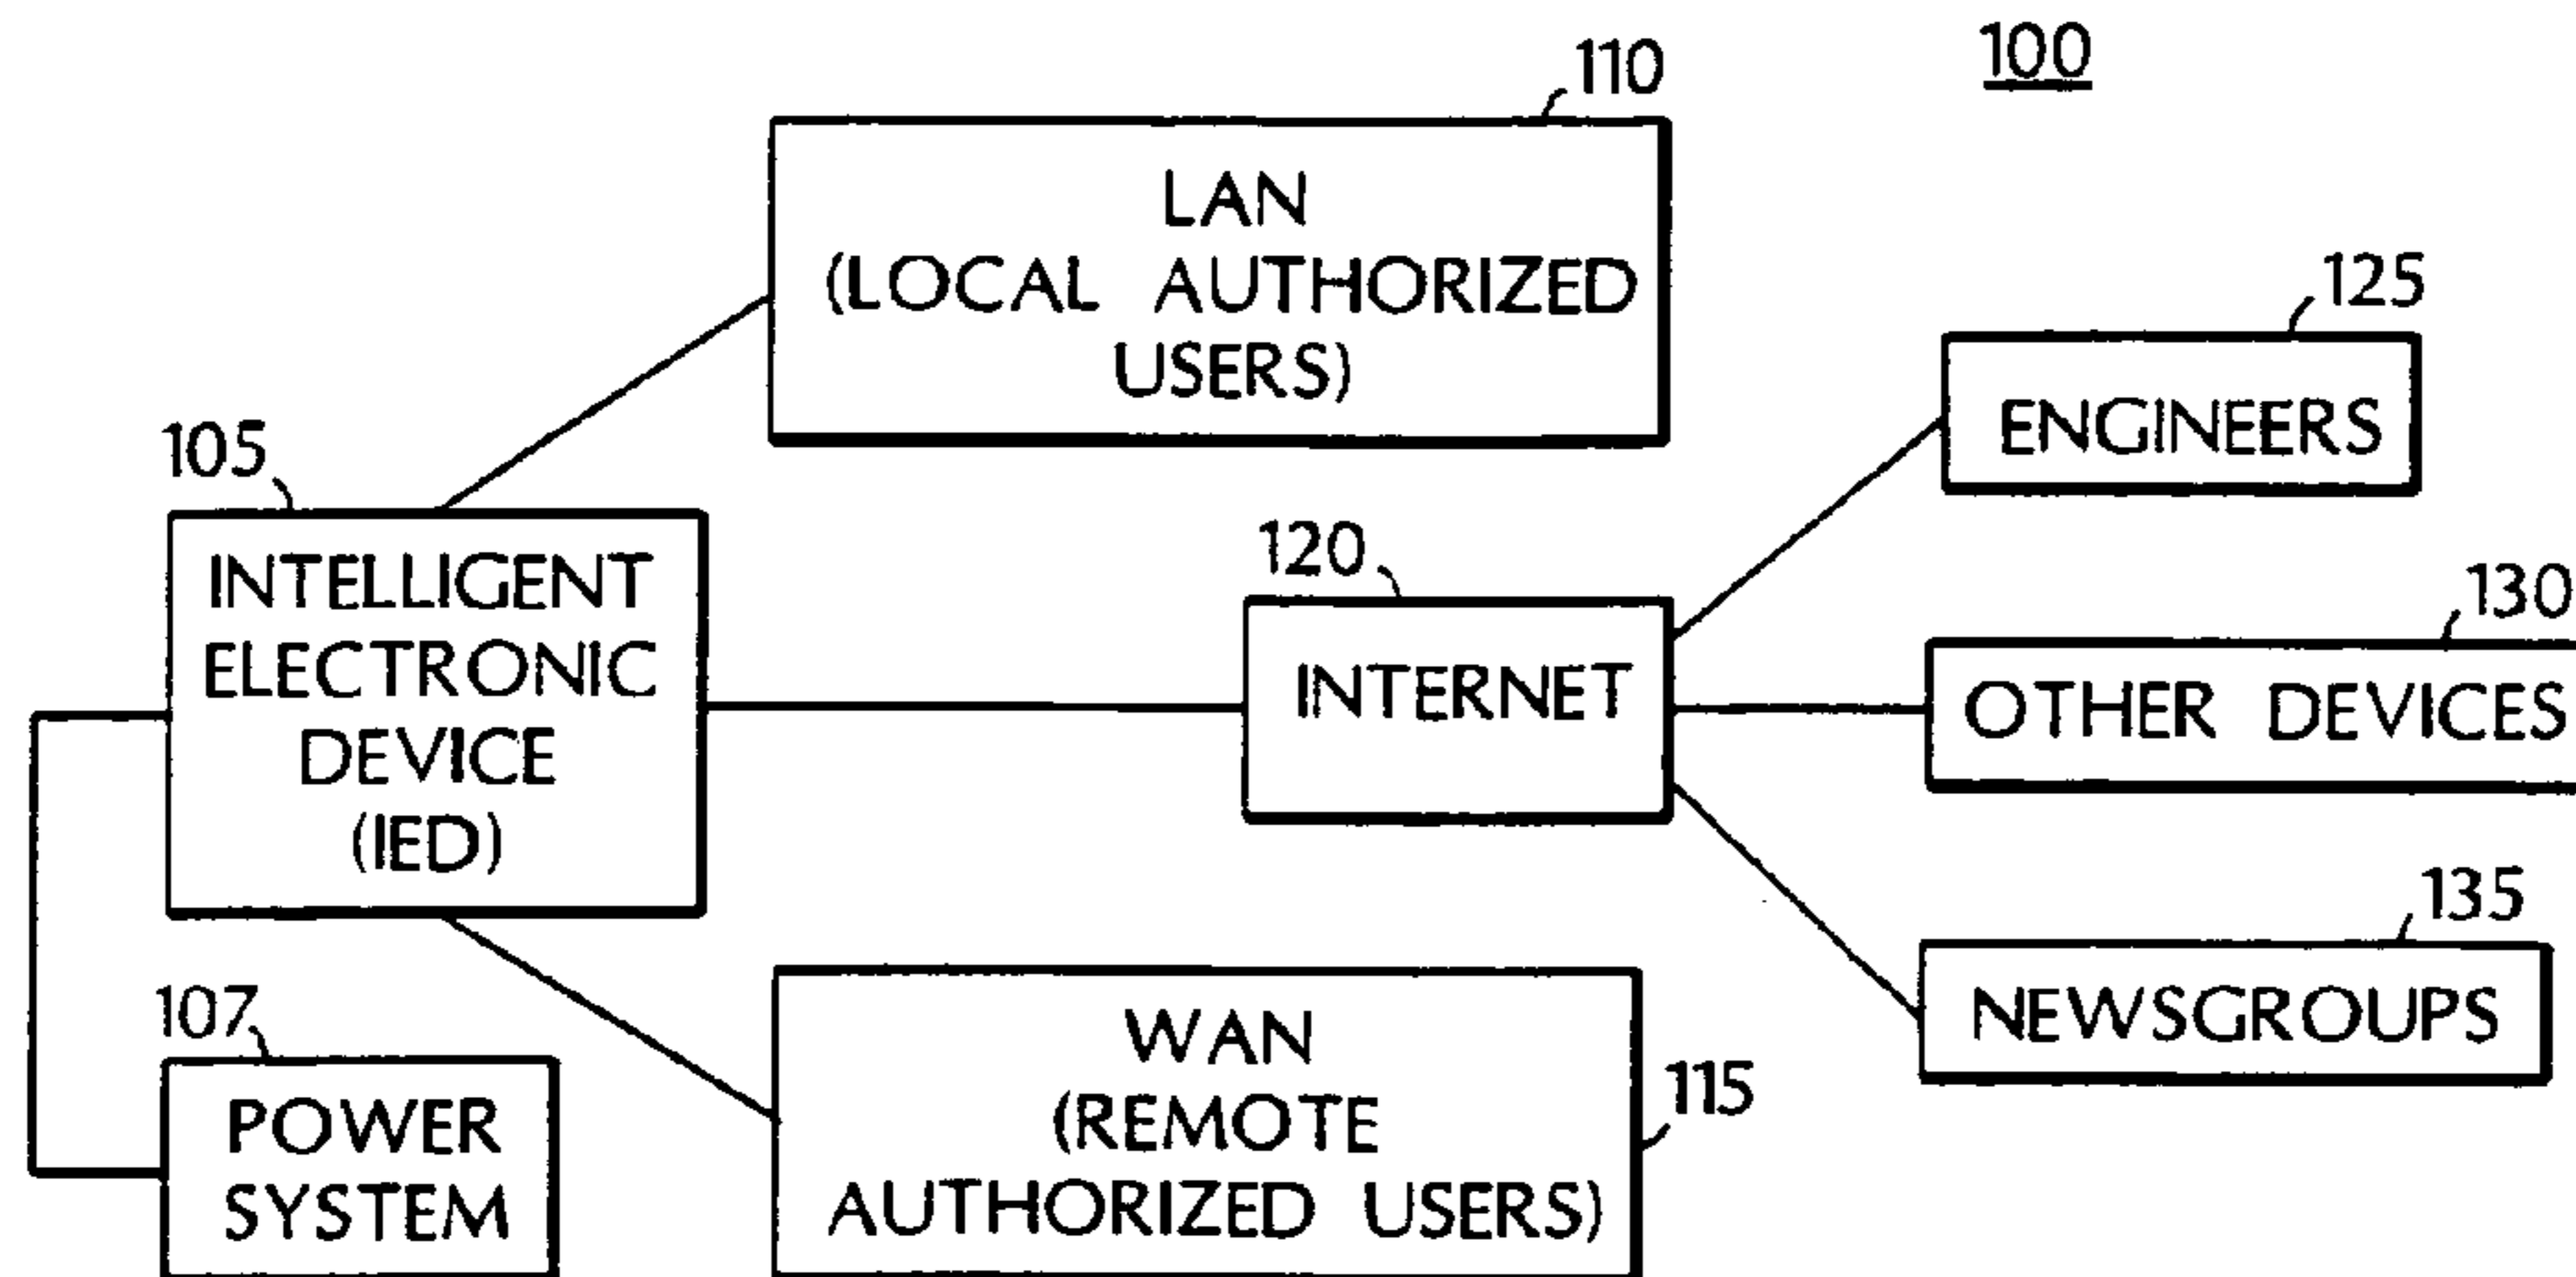 100
110
LAN
(LOCAL AUTHORIZED
USERS)
125
ENGINEERS
105
INTELLIGENT
ELECTRONIC
DEVICE
(IED)
120
INTERNET
130
OTHER DEVICES
135
NEWSGROUPS
107
POWER
SYSTEM
WAN
(REMOTE
AUTHORIZED USERS)
115